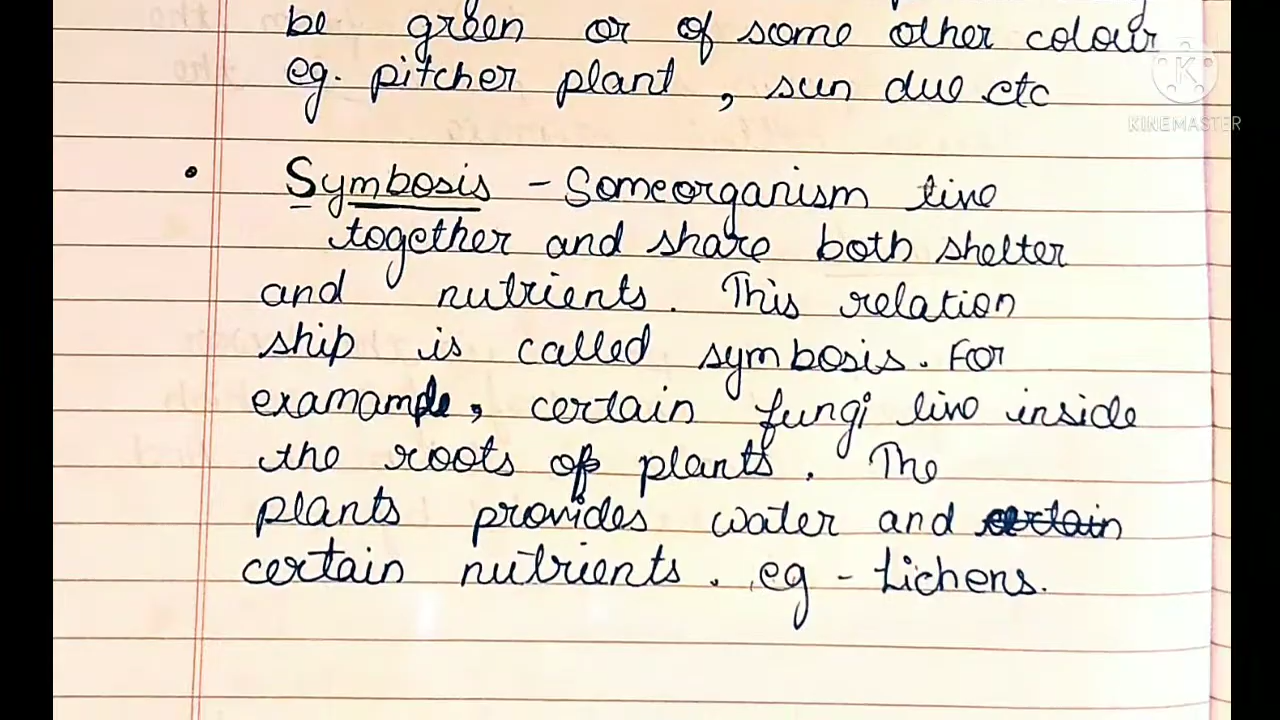 be green or of some other colour
eg. pitcher plant, sun due etc
KINEMASTER
• Symbosis - Someorganism live
together and share both shelter
and nutrients. This relation
ship is called symbosis. For
examample, certain fungi live inside
the roots of plants. The
plants provides water and certain
certain nutrients. eg - Lichens.